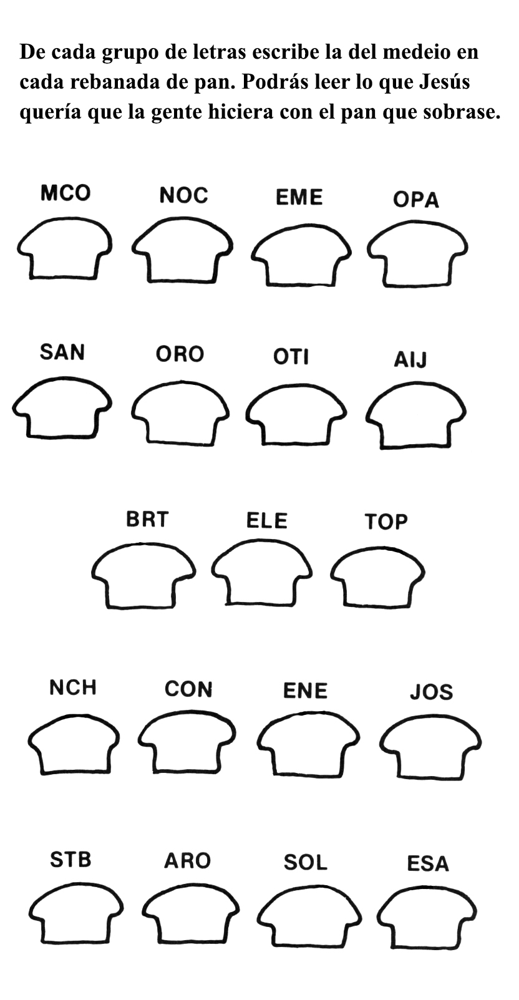 De cada grupo de letras escribe la del medeio en
cada rebanada de pan. Podrás leer lo que Jesús
quería que la gente hiciera con el pan que sobrase.
MCO NOC EME OPA
SAN ORO OTI AIJ
BRT ELE TOP
NCH CON ENE JOS
STB ARO SOL ESA